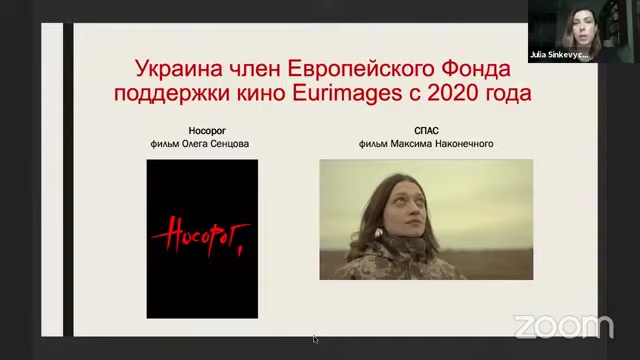 Украина член Европейского Фонда
поддержки кино Eurimages с 2020 года
Носорог
фильм Олега Сенцова
СПАС
фильм Максима Наконечного
Носорог,
Julia Sinkevyc...
zoom